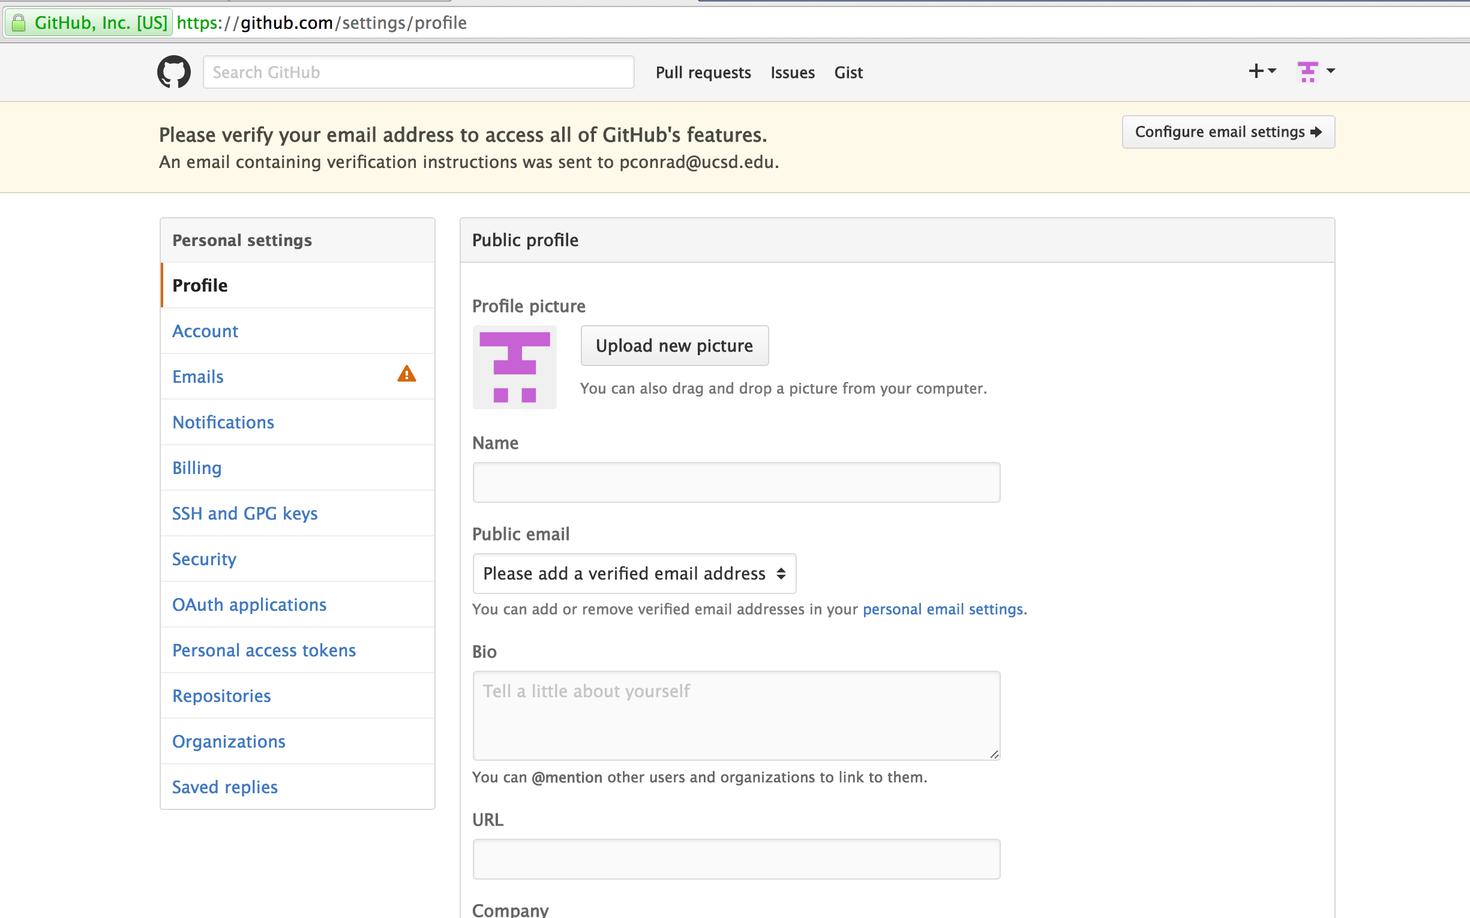 GitHub, Inc. [US] https://github.com/settings/profile
Search GitHub
Pull requests
Issues
Gist
Please verify your email address to access all of GitHub's features.
An email containing verification instructions was sent to pconrad@ucsd.edu.
Configure email settings
Personal settings
Profile
Account
Emails
Notifications
Billing
SSH and GPG keys
Security
OAuth applications
Personal access tokens
Repositories
Organizations
Saved replies
Public profile
Profile picture
Upload new picture
You can also drag and drop a picture from your computer.
Name
Public email
Please add a verified email address
You can add or remove verified email addresses in your personal email settings.
Bio
Tell a little about yourself
You can @mention other users and organizations to link to them.
URL
Company